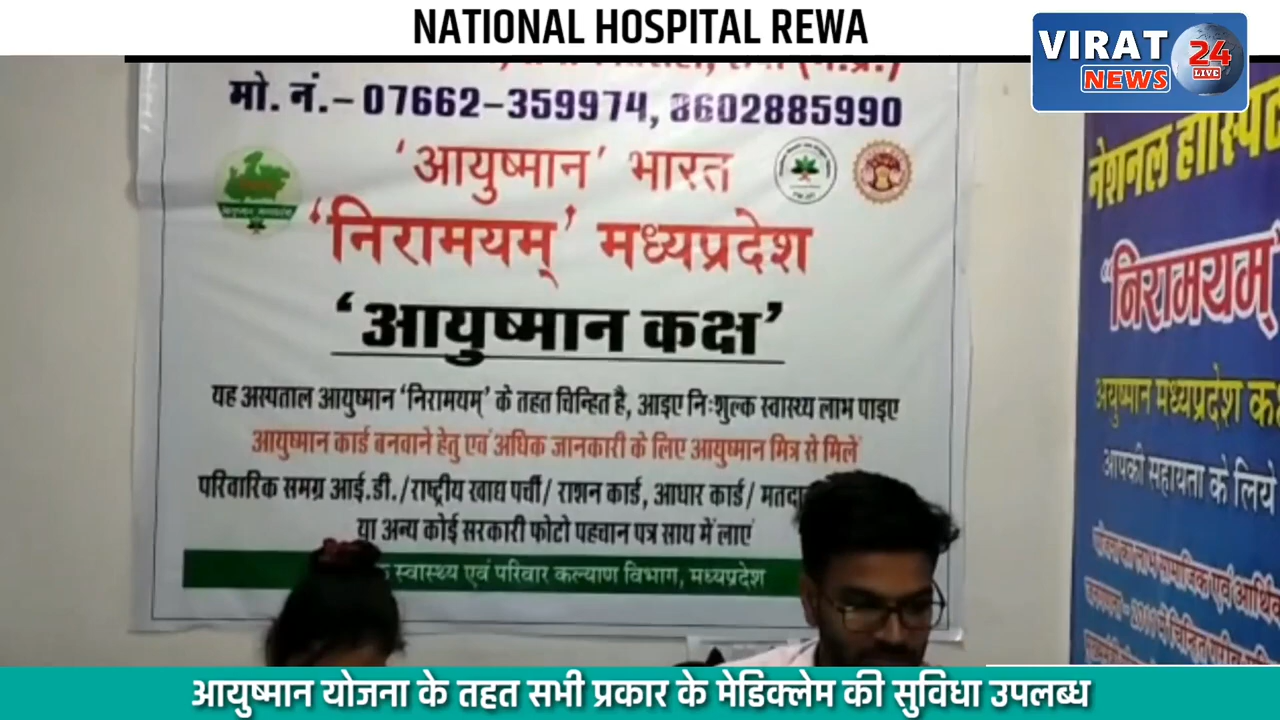 NATIONAL HOSPITAL REWA
VIRAT
NEWS
24
LIVE
मो. नं.- 07662-359974, 8602885990
'आयुष्मान' भारत
'निरामयम्' मध्यप्रदेश
'आयुष्मान कक्ष'
यह अस्पताल आयुष्मान 'निरामयम्' के तहत चिन्हित है, आइए निःशुल्क स्वास्थ्य लाभ पाइए
आयुष्मान कार्ड बनवाने हेतु एवं अधिक जानकारी के लिए आयुष्मान मित्र से मिलें
परिवारिक समग्र आई.डी./राष्ट्रीय खाद्य पर्ची/ राशन कार्ड, आधार कार्ड/
या अन्य कोई सरकारी फोटो पहचान पत्र साथ में लाएं
स्वास्थ्य एवं परिवार कल्याण विभाग, मध्यप्रदेश
नेशनल
"निरामयम्"
आयुष्मान मध्यप्रदेश
आपकी सहायता के लिये
योजना का लाभ सामाजिक एवं
आयुष्मान योजना के तहत सभी प्रकार के मेडिक्लेम की सुविधा उपलब्ध